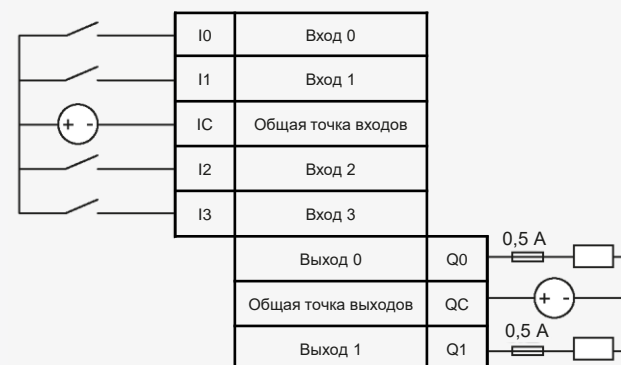 I0 Вход 0
I1 Вход 1
+ - IC Общая точка входов
I2 Вход 2
I3 Вход 3
Выход 0 Q0 0,5 А
Общая точка выходов QC + -
Выход 1 Q1 0,5 А